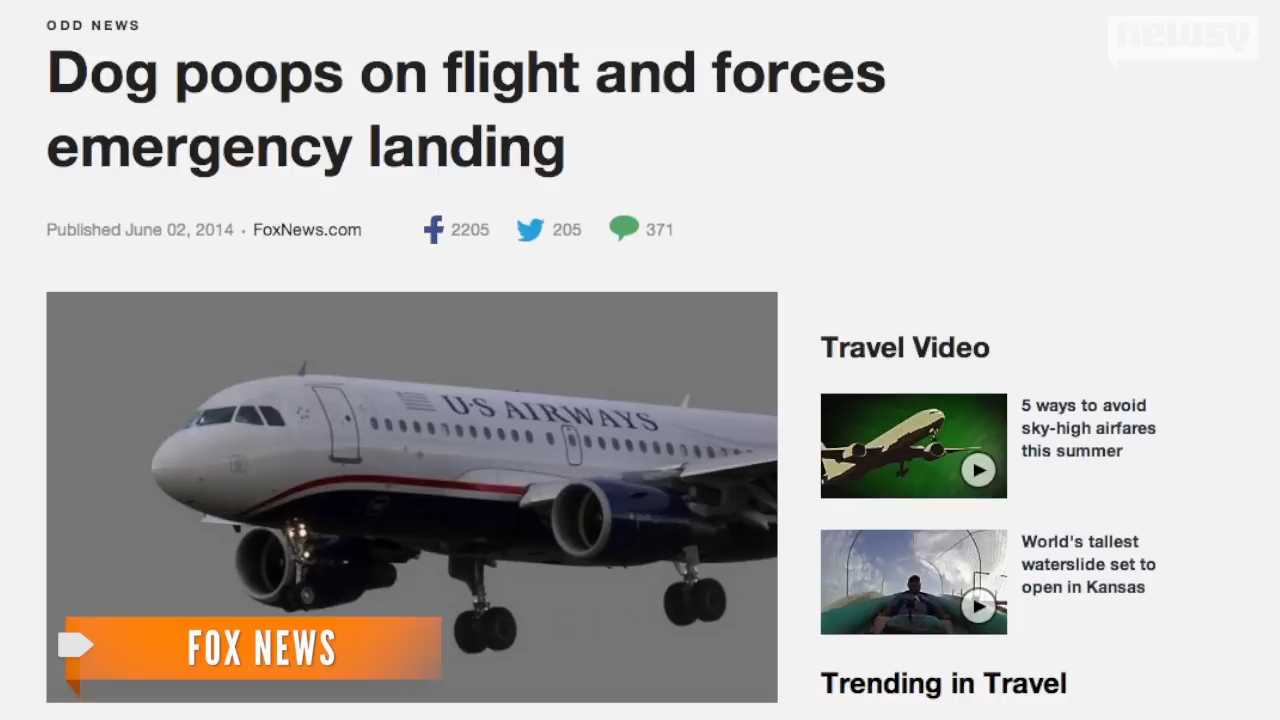 ODD NEWS
newsy
Dog poops on flight and forces
emergency landing
Published June 02, 2014 · FoxNews.com
2205
205
371
U·S AIRWAYS
Travel Video
5 ways to avoid
sky-high airfares
this summer
World's tallest
waterslide set to
open in Kansas
FOX NEWS
Trending in Travel